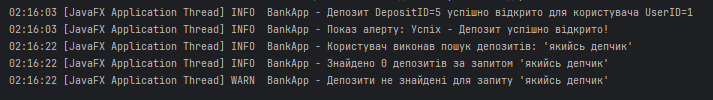 02:16:03 [JavaFX Application Thread] INFO  BankApp - Депозит DepositID=5 успішно відкрито для користувача UserID=1
02:16:03 [JavaFX Application Thread] INFO  BankApp - Показ алерту: Успіх - Депозит успішно відкрито!
02:16:22 [JavaFX Application Thread] INFO  BankApp - Користувач виконав пошук депозитів: 'якийсь депчик'
02:16:22 [JavaFX Application Thread] INFO  BankApp - Знайдено 0 депозитів за запитом 'якийсь депчик'
02:16:22 [JavaFX Application Thread] WARN  BankApp - Депозити не знайдені для запиту 'якийсь депчик'